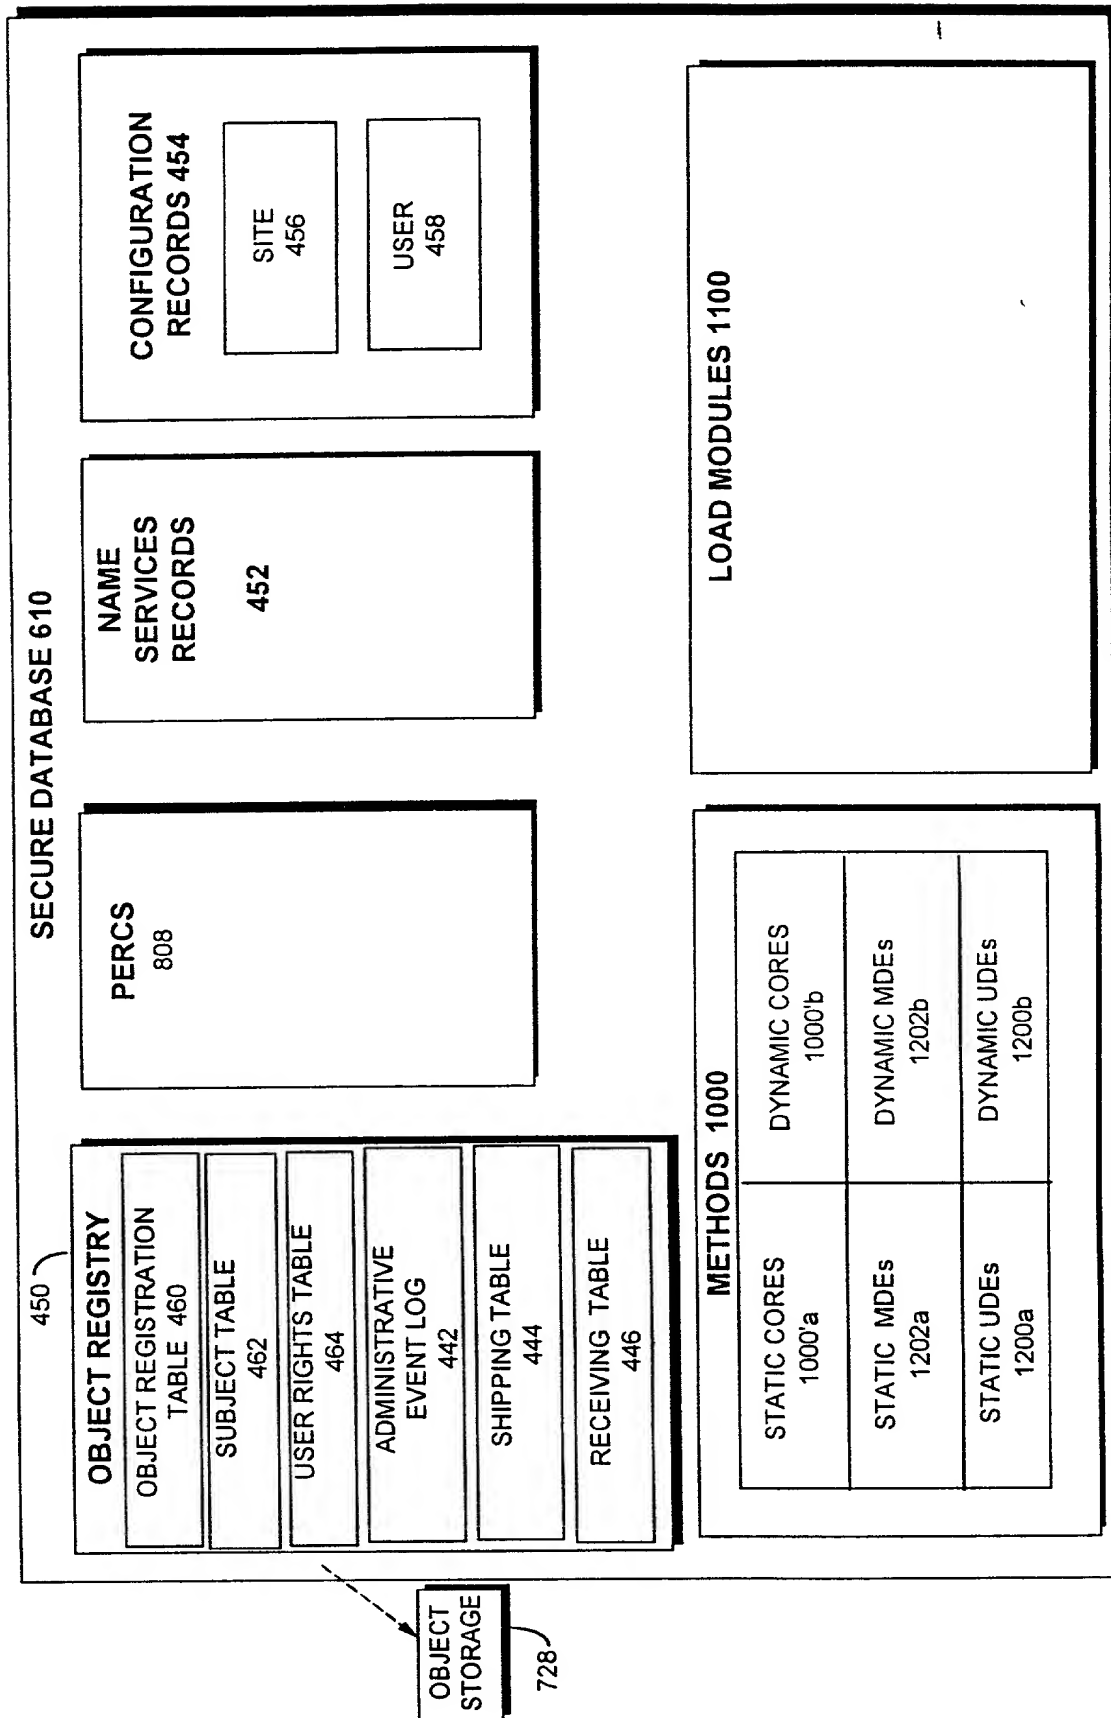 SECURE DATABASE 610
450
OBJECT REGISTRY
OBJECT REGISTRATION
TABLE 460
SUBJECT TABLE
462
USER RIGHTS TABLE
464
ADMINISTRATIVE
EVENT LOG
442
SHIPPING TABLE
444
RECEIVING TABLE
446
PERCS
808
NAME
SERVICES
RECORDS
452
CONFIGURATION
RECORDS 454
SITE
456
USER
458
OBJECT
STORAGE
728
METHODS 1000
STATIC CORES
1000'a
DYNAMIC CORES
1000'b
STATIC MDEs
1202a
DYNAMIC MDEs
1202b
STATIC UDEs
1200a
DYNAMIC UDEs
1200b
LOAD MODULES 1100